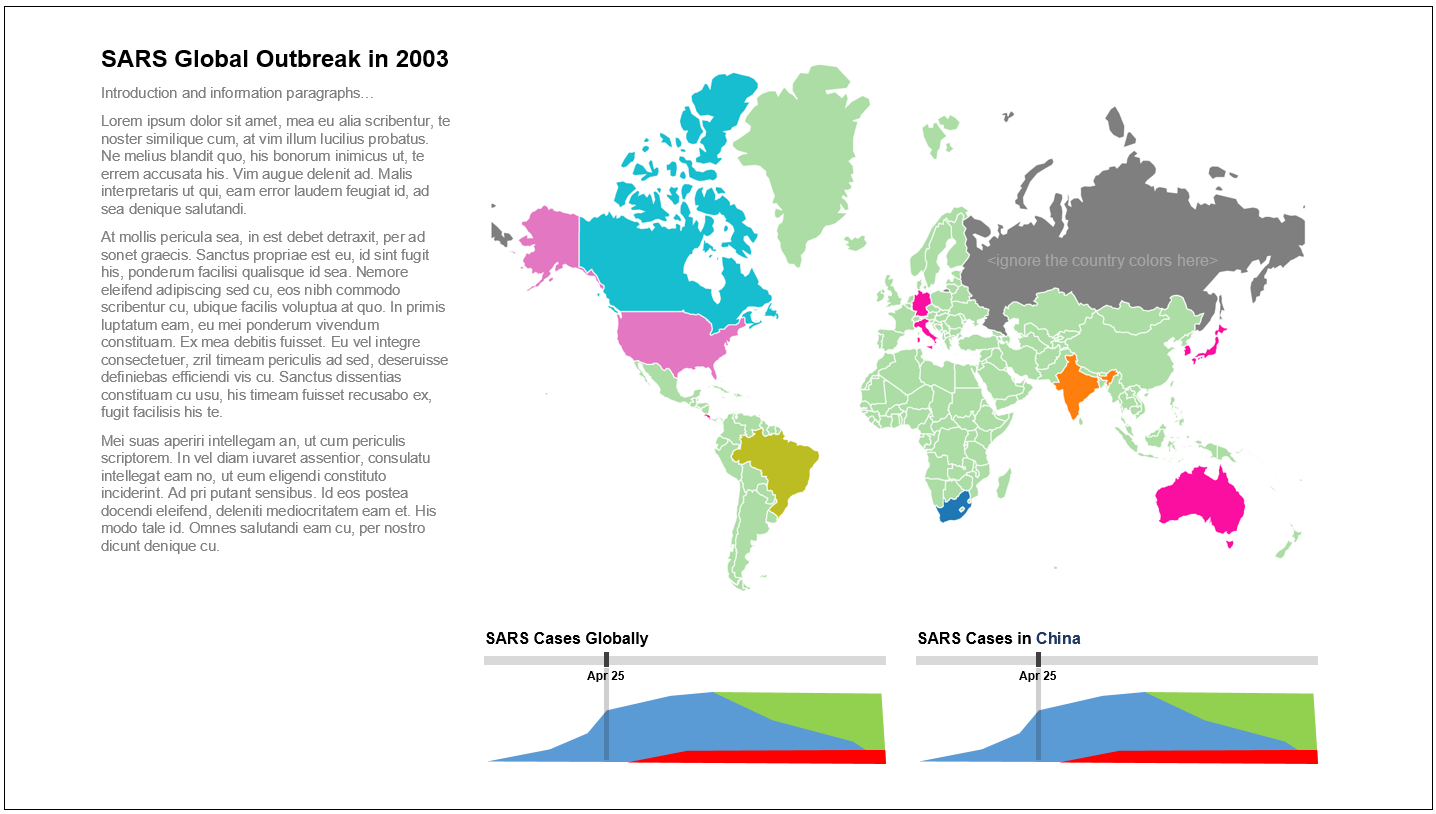 SARS Global Outbreak in 2003
Introduction and information paragraphs…
Lorem ipsum dolor sit amet, mea eu alia scribentur, te
noster similique cum, at vim illum lucilius probatus.
Ne melius blandit quo, his bonorum inimicus ut, te
errem accusata his. Vim augue delenit ad. Malis
interpretaris ut qui, eam error laudem feugiat id, ad
sea denique salutandi.
At mollis pericula sea, in est debet detraxit, per ad
sonet graecis. Sanctus propriae est eu, id sint fugit
his, ponderum facilisi qualisque id sea. Nemore
eleifend adipiscing sed cu, eos nibh commodo
scribentur cu, ubique facilis voluptua at quo. In primis
luptatum eam, eu mei ponderum vivendum
constituam. Ex mea debitis fuisset. Eu vel integre
consectetuer, zril timeam periculis ad sed, deseruisse
definiebas efficiendi vis cu. Sanctus dissentias
constituam cu usu, his timeam fuisset recusabo ex,
fugit facilisis his te.
Mei suas aperiri intellegam an, ut cum periculis
scriptorem. In vel diam iuvaret assentior, consulatu
intellegat eam no, ut eum eligendi constituto
inciderint. Ad pri putant sensibus. Id eos postea
docendi eleifend, deleniti mediocritatem eam et. His
modo tale id. Omnes salutandi eam cu, per nostro
dicunt denique cu.
<ignore the country colors here>
SARS Cases Globally
Apr 25
SARS Cases in China
Apr 25